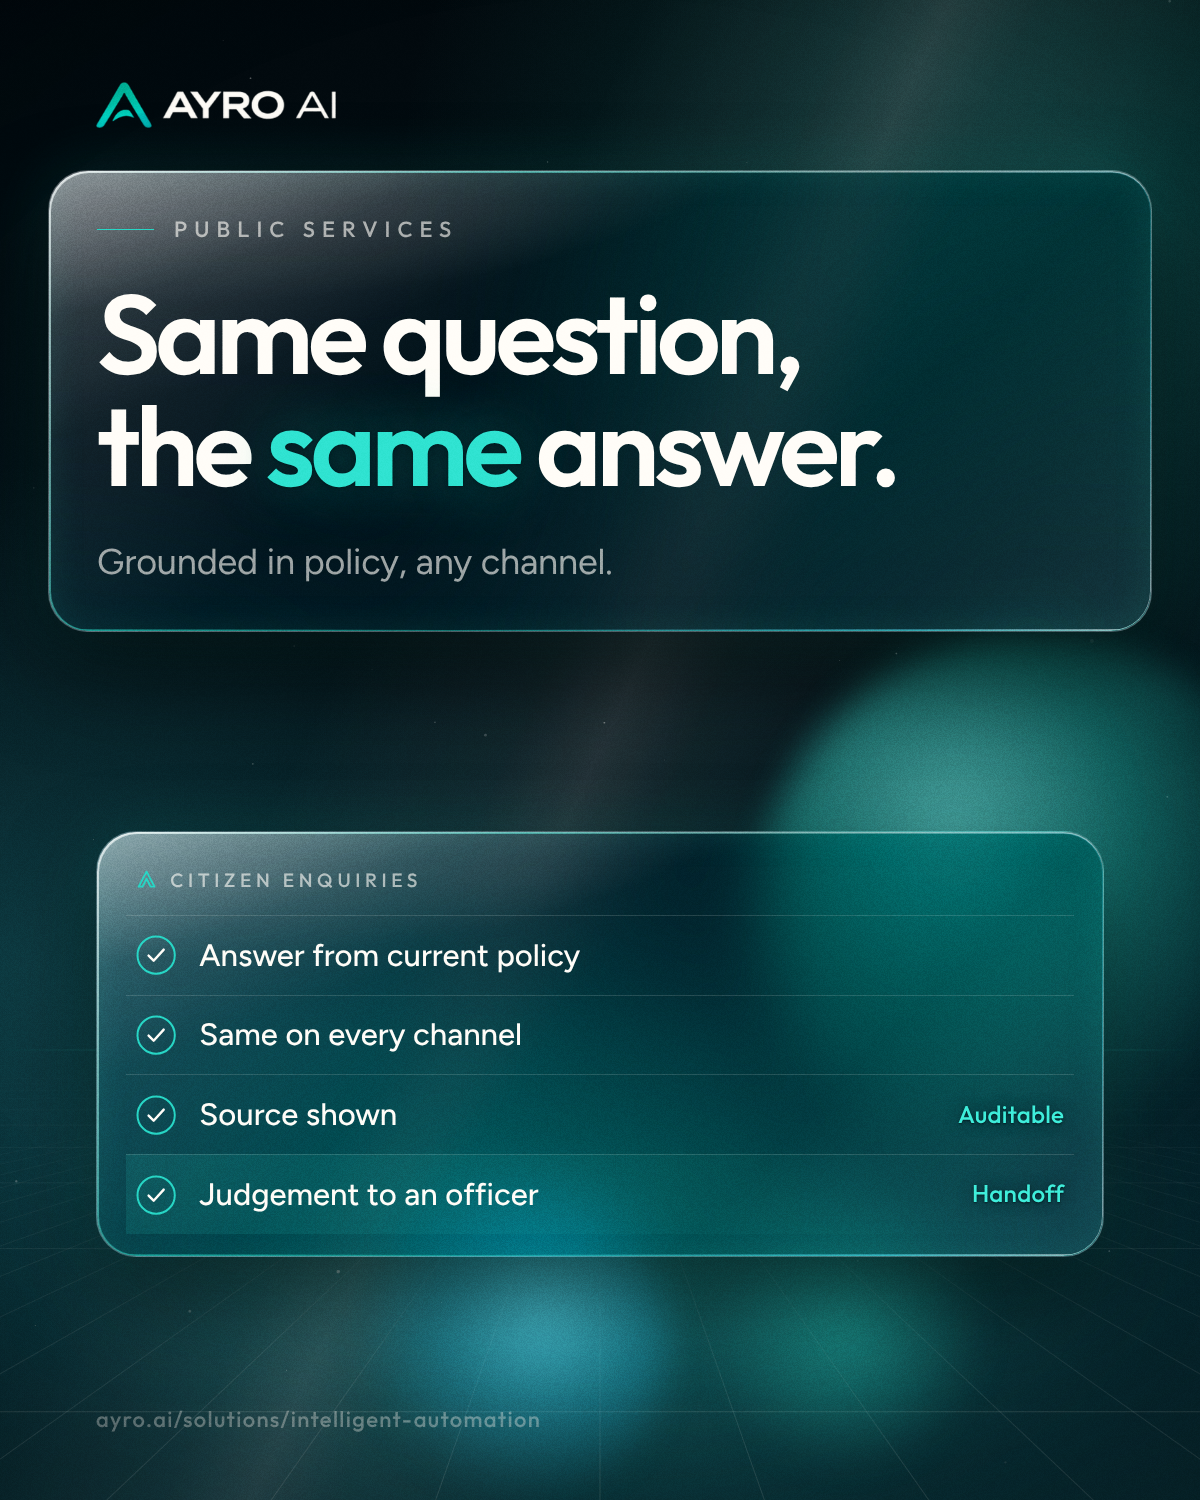 AYRO AI
PUBLIC SERVICES
Same question,
the same answer.
Grounded in policy, any channel.
CITIZEN ENQUIRIES
Answer from current policy
Same on every channel
Source shown Auditable
Judgement to an officer Handoff
ayro.ai/solutions/intelligent-automation